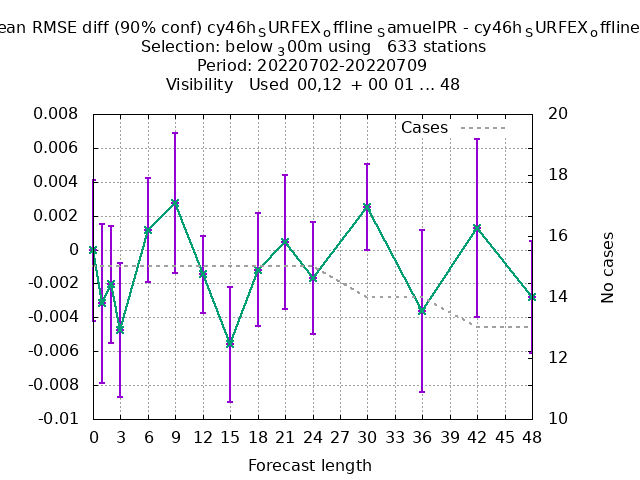 ean RMSE diff (90% conf) cy46h_SURFEX_offline_SamuelPR - cy46h_SURFEX_offline
Selection: below_300m using 633 stations
Period: 20220702-20220709
Visibility Used 00,12 + 00 01 ... 48
0.008
0.006
0.004
0.002
0
-0.002
-0.004
-0.006
-0.008
-0.01
20
18
16
14
12
10
Cases
No cases
0 3 6 9 12 15 18 21 24 27 30 33 36 39 42 45 48
Forecast length